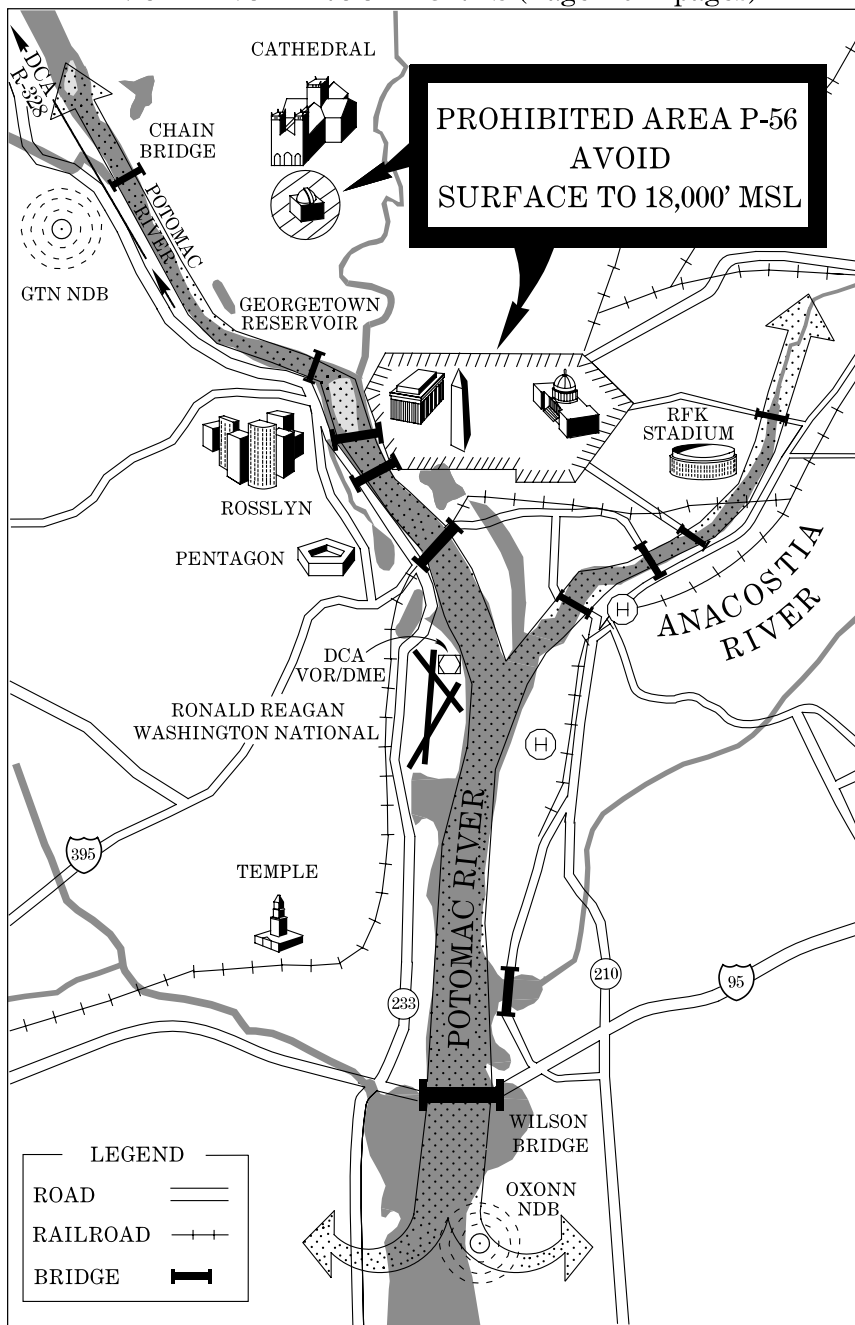 CATHEDRAL
DCA
R-328
PROHIBITED AREA P-56
AVOID
SURFACE TO 18,000' MSL
CHAIN
BRIDGE
POTOMAC
RIVER
GTN NDB
GEORGETOWN
RESERVOIR
RFK
STADIUM
ROSSLYN
PENTAGON
ANACOSTIA
RIVER
H
DCA
VOR/DME
RONALD REAGAN
WASHINGTON NATIONAL
H
POTOMAC RIVER
395
TEMPLE
233
210
95
WILSON
BRIDGE
LEGEND
ROAD
RAILROAD
BRIDGE
OXONN
NDB